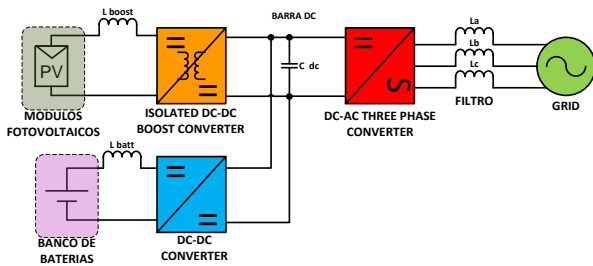 L boost
BARRA DC
La
Lb
Lc
PV
C dc
MODULOS
FOTOVOLTAICOS
ISOLATED DC-DC
BOOST CONVERTER
DC-AC THREE PHASE
CONVERTER
FILTRO
GRID
L batt
BANCO DE
BATERIAS
DC-DC
CONVERTER